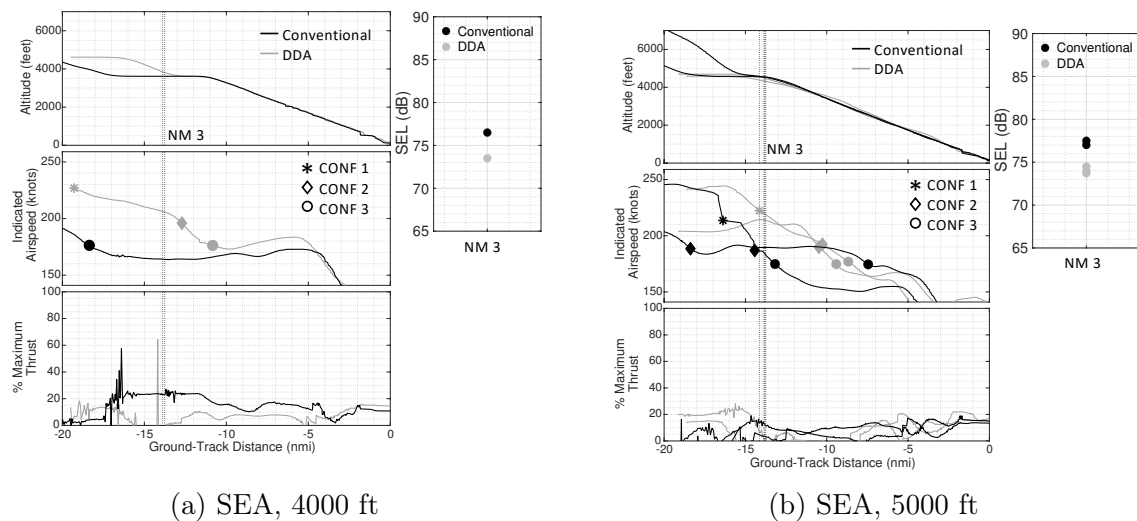 6000
4000
2000
0
Altitude (feet)
Conventional
DDA
NM 3
250
200
150
Indicated
Airspeed (knots)
CONF 1
CONF 2
CONF 3
100
80
60
40
20
0
% Maximum
Thrust
-20 -15 -10 -5 0
Ground-Track Distance (nmi)
90
85
80
75
70
65
SEL (dB)
Conventional
DDA
NM 3
(a) SEA, 4000 ft
6000
4000
2000
0
Altitude (feet)
Conventional
DDA
NM 3
250
200
150
Indicated
Airspeed (knots)
CONF 1
CONF 2
CONF 3
100
80
60
40
20
0
% Maximum
Thrust
-20 -15 -10 -5 0
Ground-Track Distance (nmi)
90
85
80
75
70
65
SEL (dB)
Conventional
DDA
NM 3
(b) SEA, 5000 ft